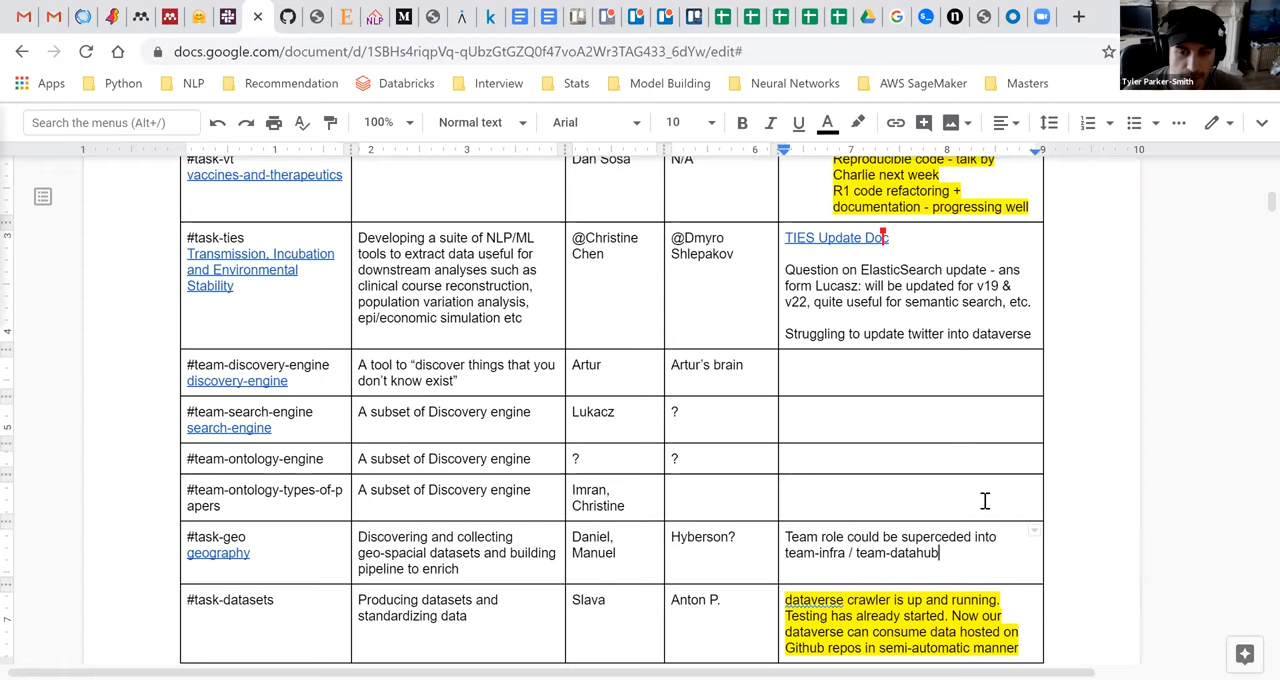 docs.google.com/document/d/1SBHs4riqpVq-qUbzGtGZQ0f47voA2Wr3TAG433_6dYw/edit#
Tyler Parker-Smith
Apps Python NLP Recommendation Databricks Interview Stats Model Building Neural Networks AWS SageMaker Masters
Search the menus (Alt+/) 100% Normal text Arial 10
1 1 2 3 4 5 6 7 8 9 10
#task-vt
vaccines-and-therapeutics
Dan Sosa
N/A
Reproducible code - talk by
Charlie next week
R1 code refactoring +
documentation - progressing well
#task-ties
Transmission, Incubation
and Environmental
Stability
Developing a suite of NLP/ML
tools to extract data useful for
downstream analyses such as
clinical course reconstruction,
population variation analysis,
epi/economic simulation etc
@Christine
Chen
@Dmyro
Shlepakov
TIES Update Doc
Question on ElasticSearch update - ans
form Lucasz: will be updated for v19 &
v22, quite useful for semantic search, etc.
Struggling to update twitter into dataverse
#team-discovery-engine
discovery-engine
A tool to “discover things that you
don’t know exist”
Artur
Artur’s brain
#team-search-engine
search-engine
A subset of Discovery engine
Lukacz
?
#team-ontology-engine
A subset of Discovery engine
?
?
#team-ontology-types-of-p
apers
A subset of Discovery engine
Imran,
Christine
#task-geo
geography
Discovering and collecting
geo-spacial datasets and building
pipeline to enrich
Daniel,
Manuel
Hyberson?
Team role could be superceded into
team-infra / team-datahub
#task-datasets
Producing datasets and
standardizing data
Slava
Anton P.
dataverse crawler is up and running.
Testing has already started. Now our
dataverse can consume data hosted on
Github repos in semi-automatic manner